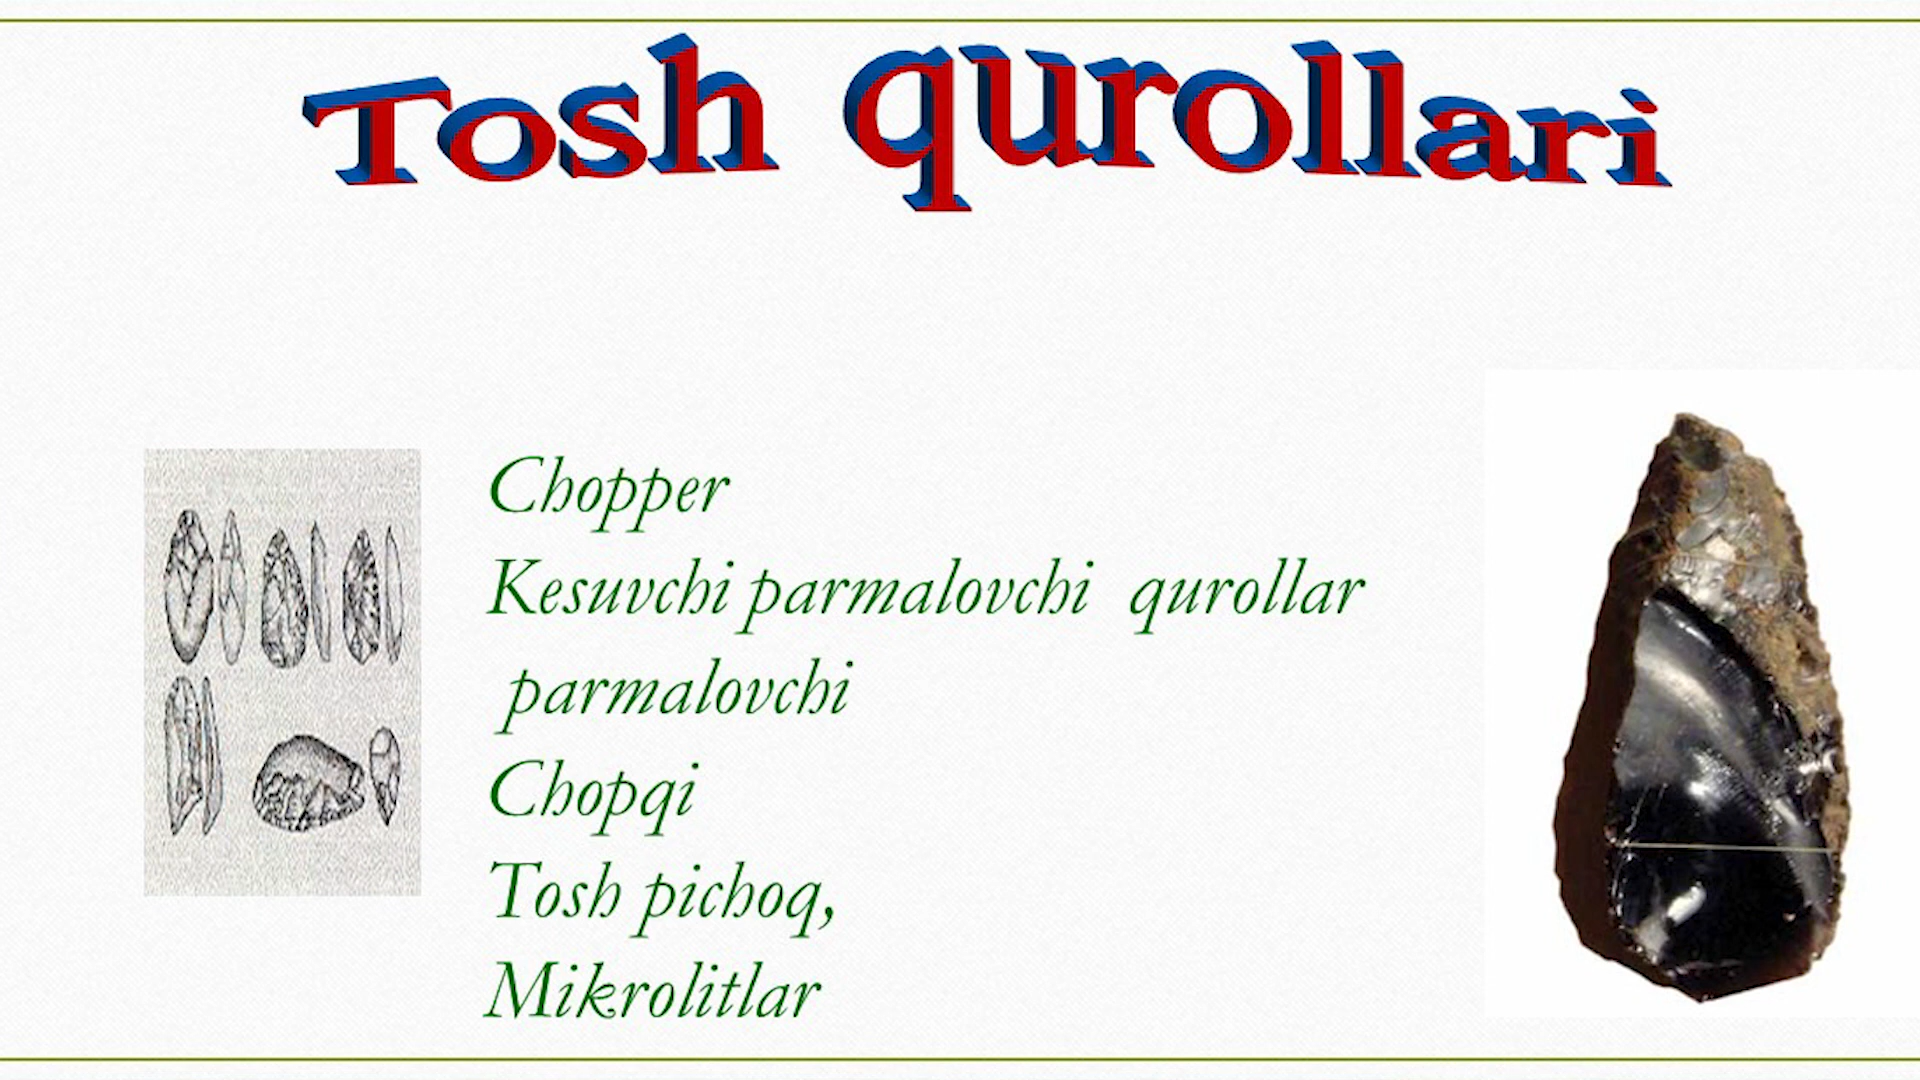 Tosh qurollari
Chopper
Kesuvchi parmalovchi qurollar
parmalovchi
Chopqi
Tosh pichoq,
Mikrolitlar